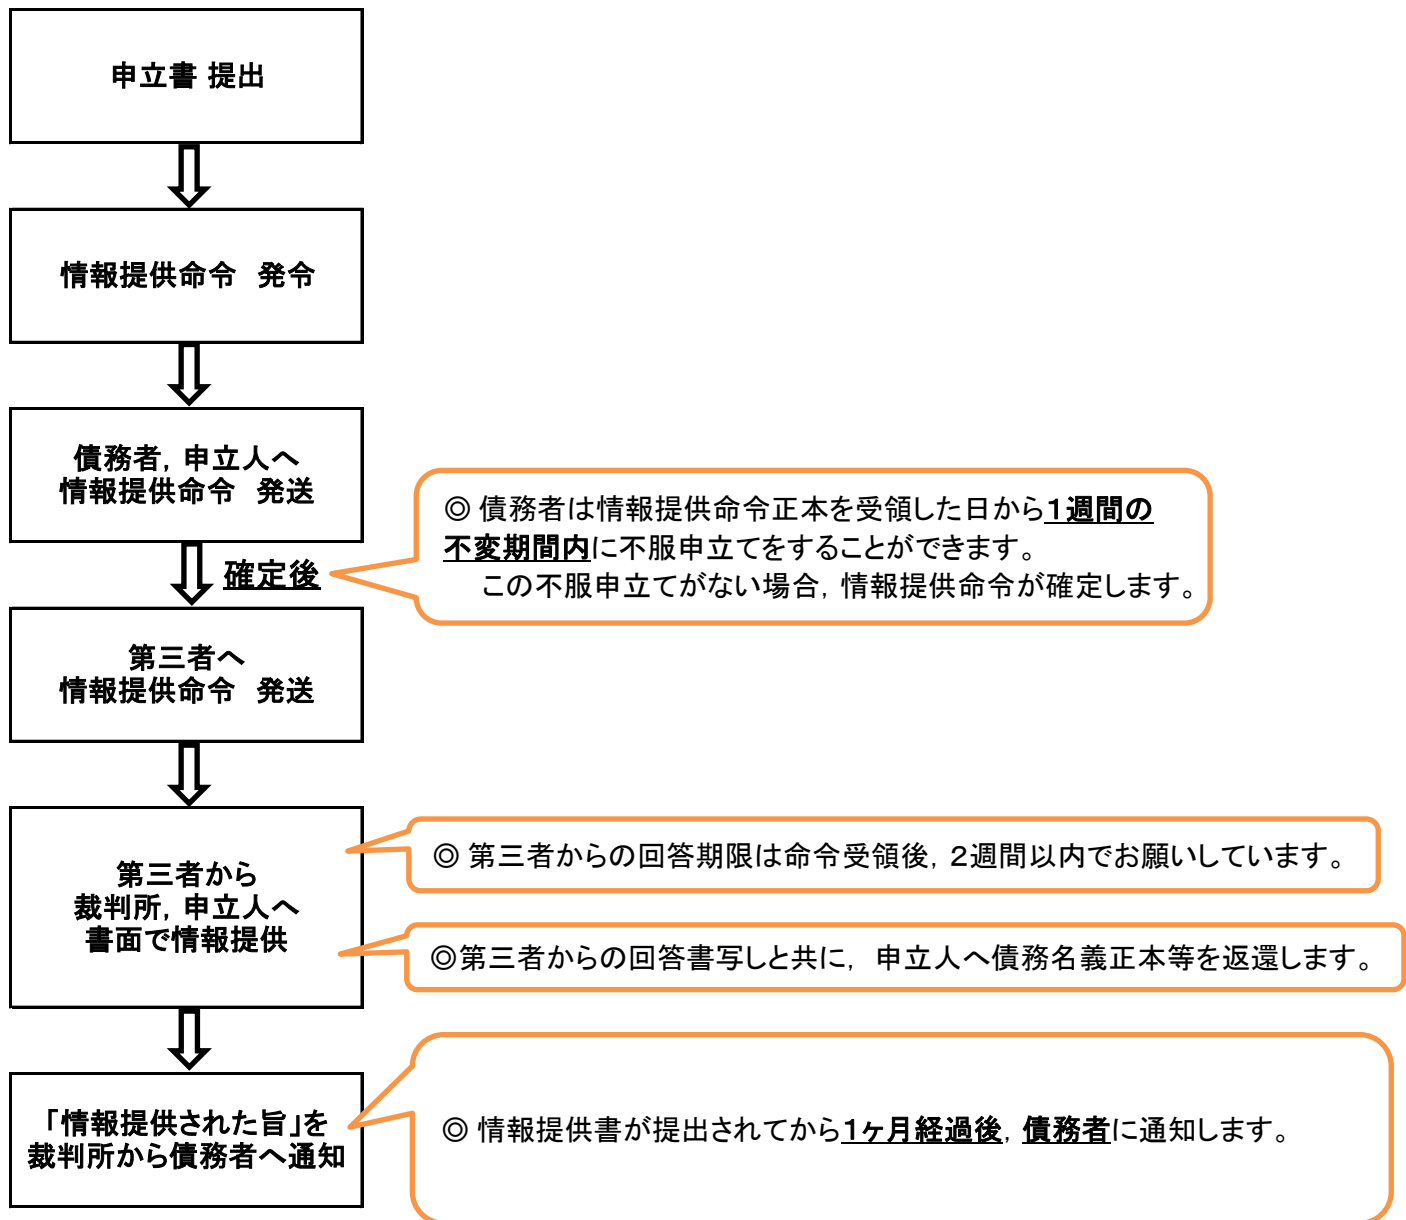 申立書 提出
情報提供命令　発令
債務者，申立人へ
情報提供命令　発送
確定後
◎ 債務者は情報提供命令正本を受領した日から１週間の
不変期間内に不服申立てをすることができます。
この不服申立てがない場合，情報提供命令が確定します。
第三者へ
情報提供命令　発送
第三者から
裁判所，申立人へ
書面で情報提供
◎ 第三者からの回答期限は命令受領後，２週間以内でお願いしています。
◎第三者からの回答書写しと共に，　申立人へ債務名義正本等を返還します。
「情報提供された旨」を
裁判所から債務者へ通知
◎ 情報提供書が提出されてから１ヶ月経過後，債務者に通知します。